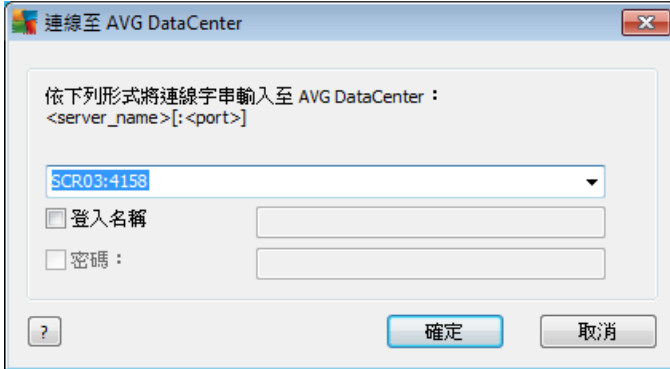 連線至 AVG DataCenter
依下列形式將連線字串輸入至 AVG DataCenter：
<server_name>[:<port>]
SCR03:4158
登入名稱
密碼：
?
確定
取消